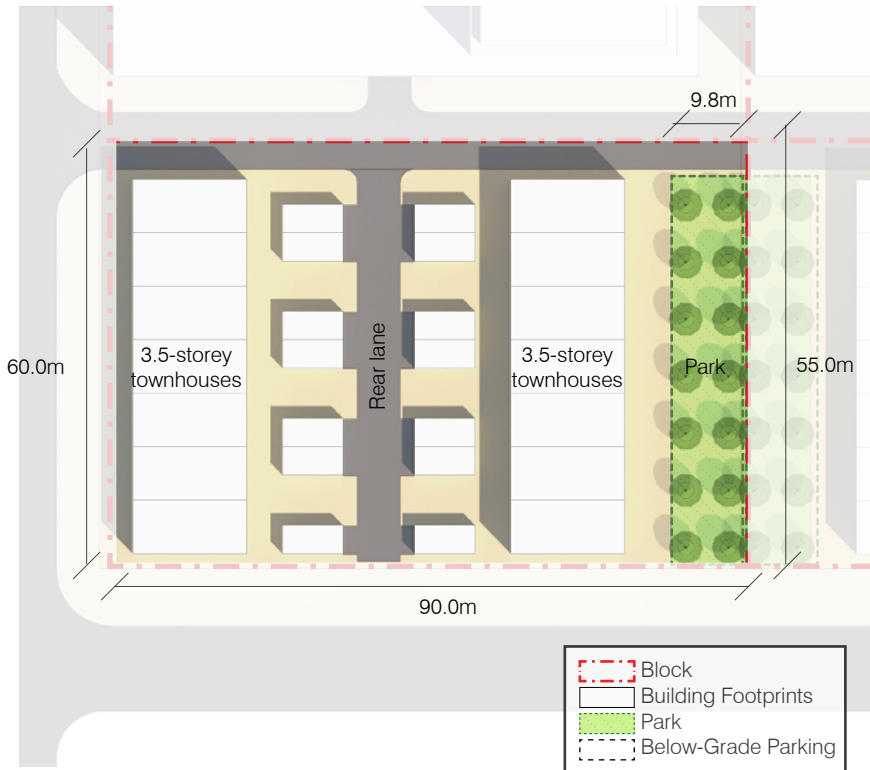 9.8m
60.0m
3.5-storey
townhouses
Rear lane
3.5-storey
townhouses
Park
55.0m
90.0m
Block
Building Footprints
Park
Below-Grade Parking